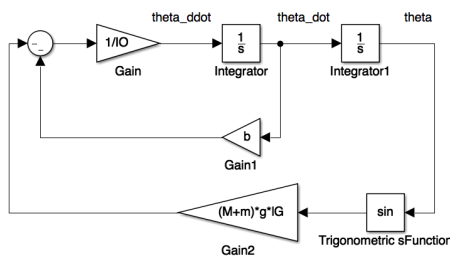 theta_ddot
theta_dot
theta
1/IO
Gain
1
s
Integrator
1
s
Integrator1
b
Gain1
(M+m)*g*lG
Gain2
sin
Trigonometric sFunction